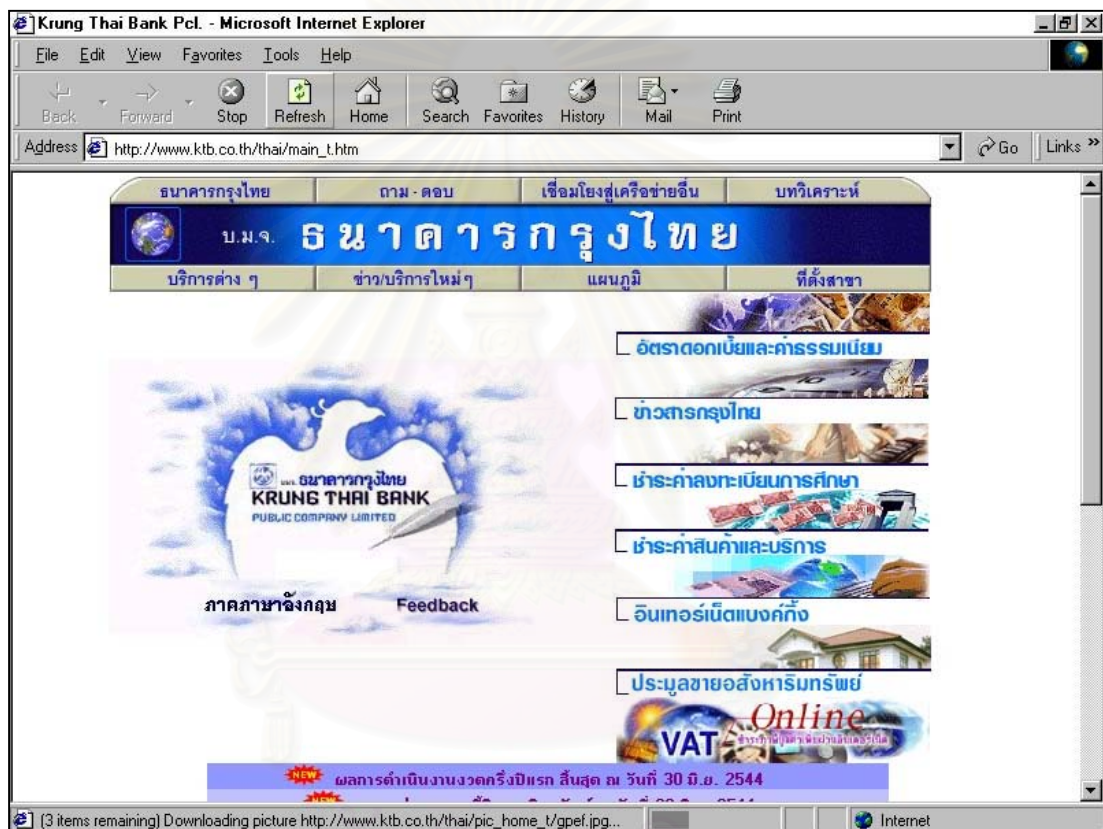 Krung Thai Bank Pcl. - Microsoft Internet Explorer
File Edit View Favorites Tools Help
Back Forward Stop Refresh Home Search Favorites History Mail Print
Address http://www.ktb.co.th/thai/main_t.htm Go Links »
ธนาคารกรุงไทย ถาม - ตอบ เชื่อมโยงสู่เครือข่ายอื่น บทวิเคราะห์
บ.ม.จ. ธนาคารกรุงไทย
บริการต่าง ๆ ข่าว/บริการใหม่ๆ แผนภูมิ ที่ตั้งสาขา
อัตราดอกเบี้ยและค่าธรรมเนียม
ข่าวสารกรุงไทย
ชำระค่าลงทะเบียนการศึกษา
ชำระค่าสินค้าและบริการ
อินเทอร์เน็ตแบงค์กิ้ง
ประมูลขายอสังหาริมทรัพย์
บมจ. ธนาคารกรุงไทย
KRUNG THAI BANK
PUBLIC COMPANY LIMITED
ภาคภาษาอังกฤษ Feedback
VAT Online
NEW ผลการดำเนินงานงวดครึ่งปีแรก สิ้นสุด ณ วันที่ 30 มิ.ย. 2544
(3 items remaining) Downloading picture http://www.ktb.co.th/thai/pic_home_t/gpef.jpg... Internet